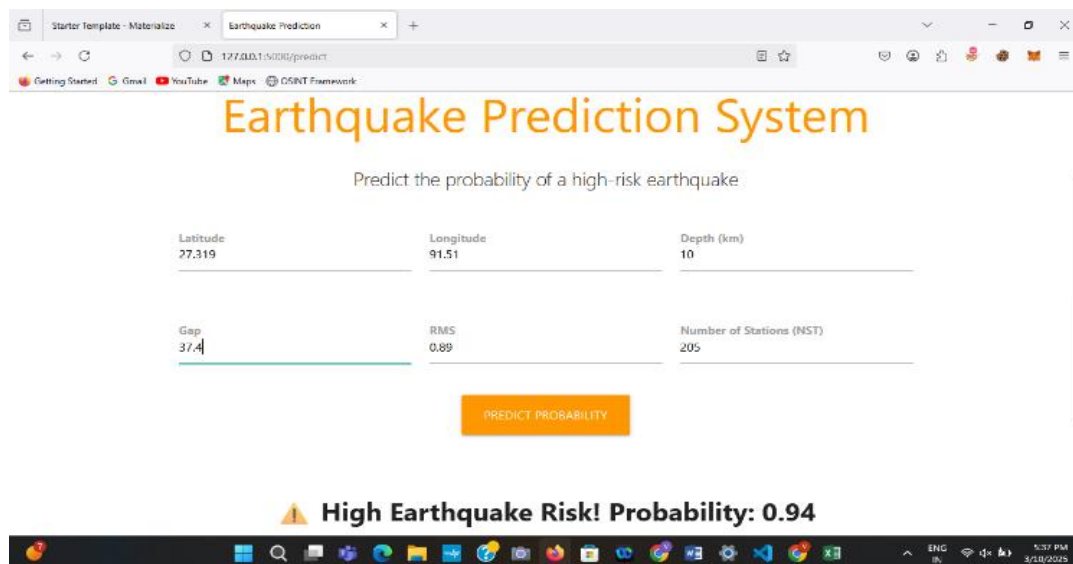 Starter Template - Materialize
Earthquake Prediction
127.0.0.1:5000/predict
Getting Started Gmail YouTube Maps OSINT Framework
Earthquake Prediction System
Predict the probability of a high-risk earthquake
Latitude Longitude Depth (km)
27.319 91.51 10
Gap RMS Number of Stations (NST)
37.4 0.89 205
PREDICT PROBABILITY
High Earthquake Risk! Probability: 0.94
ENG 5:37 PM
IN 3/10/2025